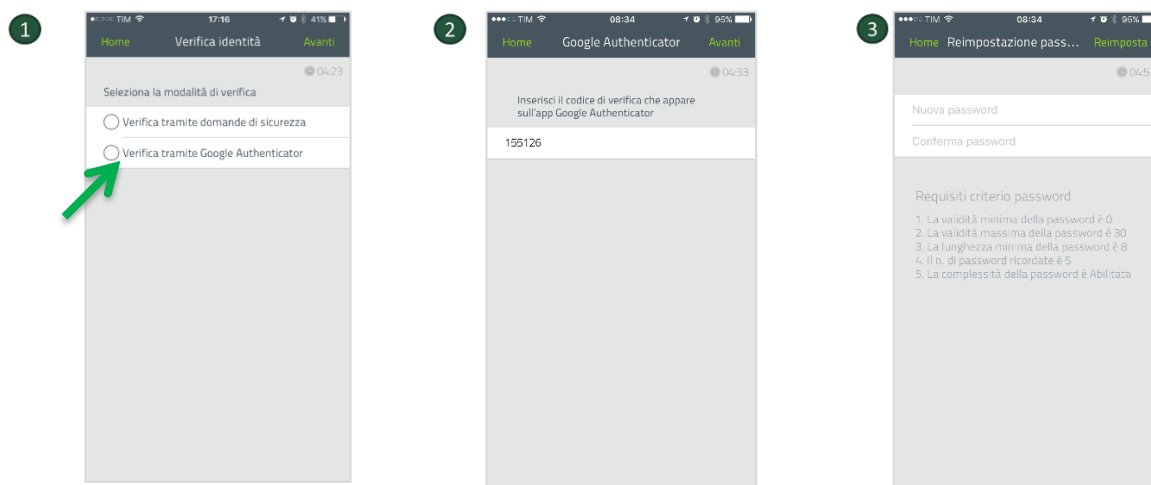 1
TIM 17:16 41%
Home Verifica identità Avanti
04:23
Seleziona la modalità di verifica
Verifica tramite domande di sicurezza
Verifica tramite Google Authenticator
2
TIM 08:34 95%
Home Google Authenticator Avanti
04:33
Inserisci il codice di verifica che appare
sull'app Google Authenticator
155126
3
TIM 08:34 95%
Home Reimpostazione pass... Reimposta
Nuova password
Conferma password
Requisiti criterio password
1. La validità minima della password è 0
2. La validità massima della password è 30
3. La lunghezza minima della password è 8
4. Il n. di password ricordate è 5
5. La complessità della password è Abilitata